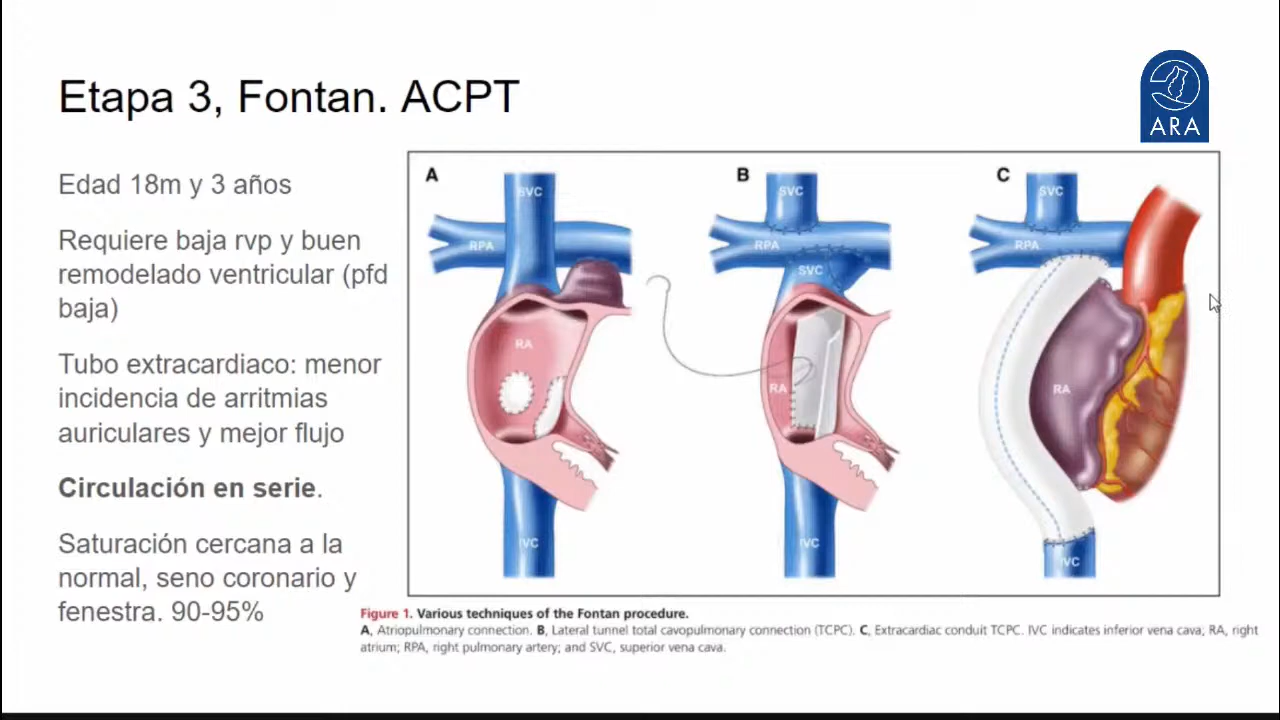 Etapa 3, Fontan. ACPT
ARA
Edad 18m y 3 años
Requiere baja rvp y buen
remodelado ventricular (pfd
baja)
Tubo extracardiaco: menor
incidencia de arritmias
auriculares y mejor flujo
Circulación en serie.
Saturación cercana a la
normal, seno coronario y
fenestra. 90-95%
A
SVC
RPA
RA
IVC
B
SVC
RPA
SVC
RA
IVC
C
SVC
RPA
RA
IVC
Figure 1. Various techniques of the Fontan procedure.
A, Atriopulmonary connection. B, Lateral tunnel total cavopulmonary connection (TCPC). C, Extracardiac conduit TCPC. IVC indicates inferior vena cava; RA, right
atrium; RPA, right pulmonary artery; and SVC, superior vena cava.